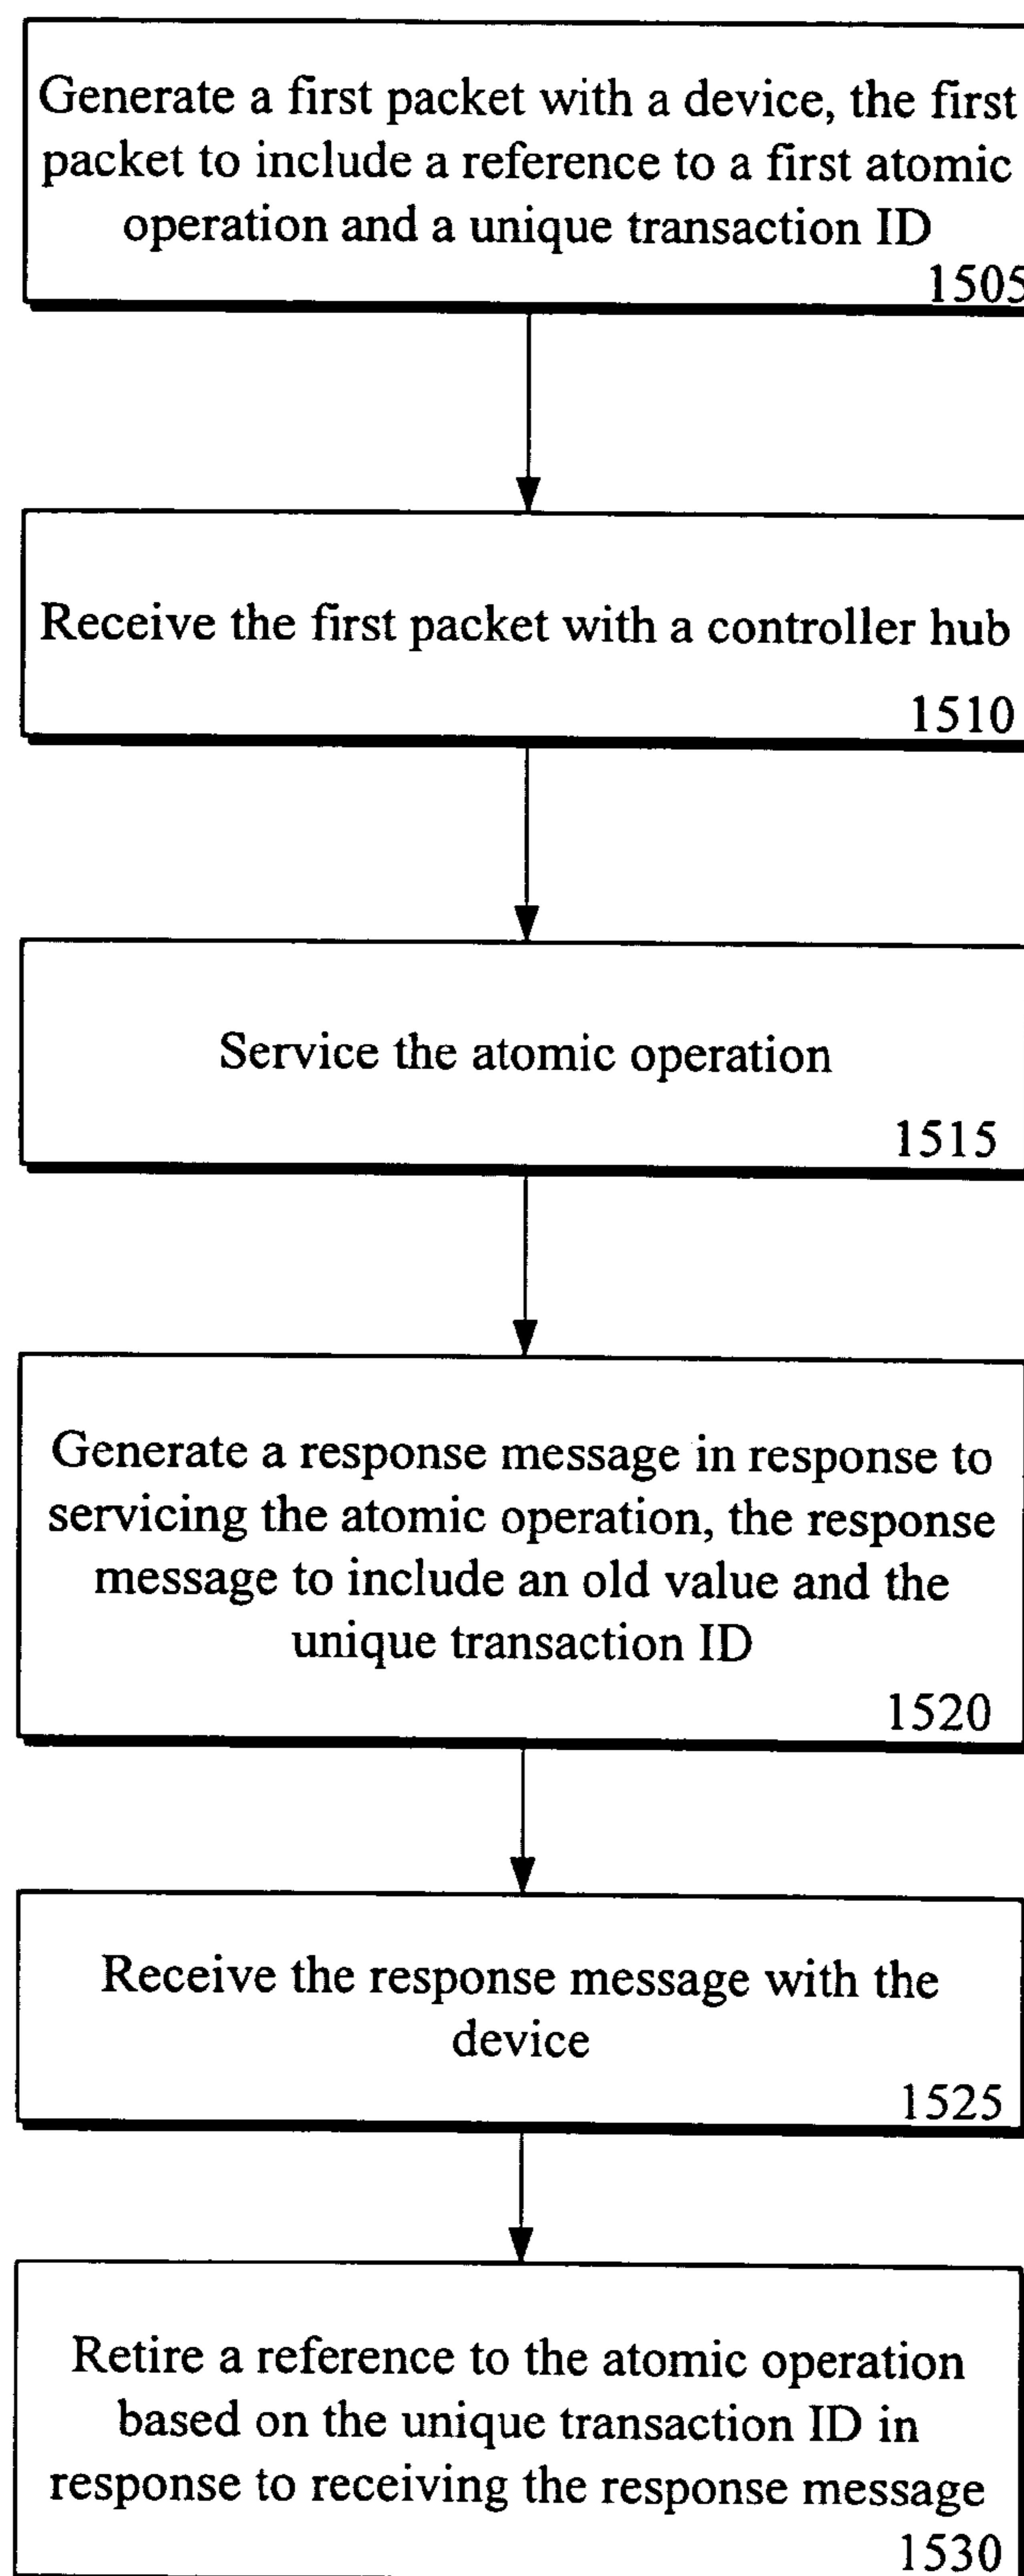 Generate a first packet with a device, the first
packet to include a reference to a first atomic
operation and a unique transaction ID
1505
Receive the first packet with a controller hub
1510
Service the atomic operation
1515
Generate a response message in response to
servicing the atomic operation, the response
message to include an old value and the
unique transaction ID
1520
Receive the response message with the
device
1525
Retire a reference to the atomic operation
based on the unique transaction ID in
response to receiving the response message
1530